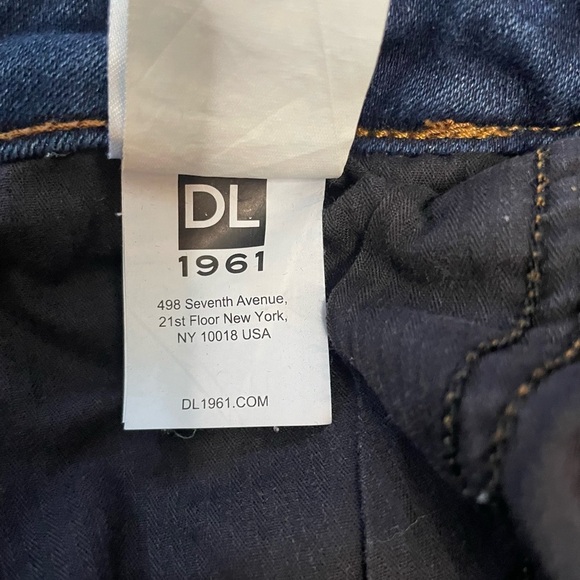 DL
1961
498 Seventh Avenue,
21st Floor New York,
NY 10018 USA
DL1961.COM